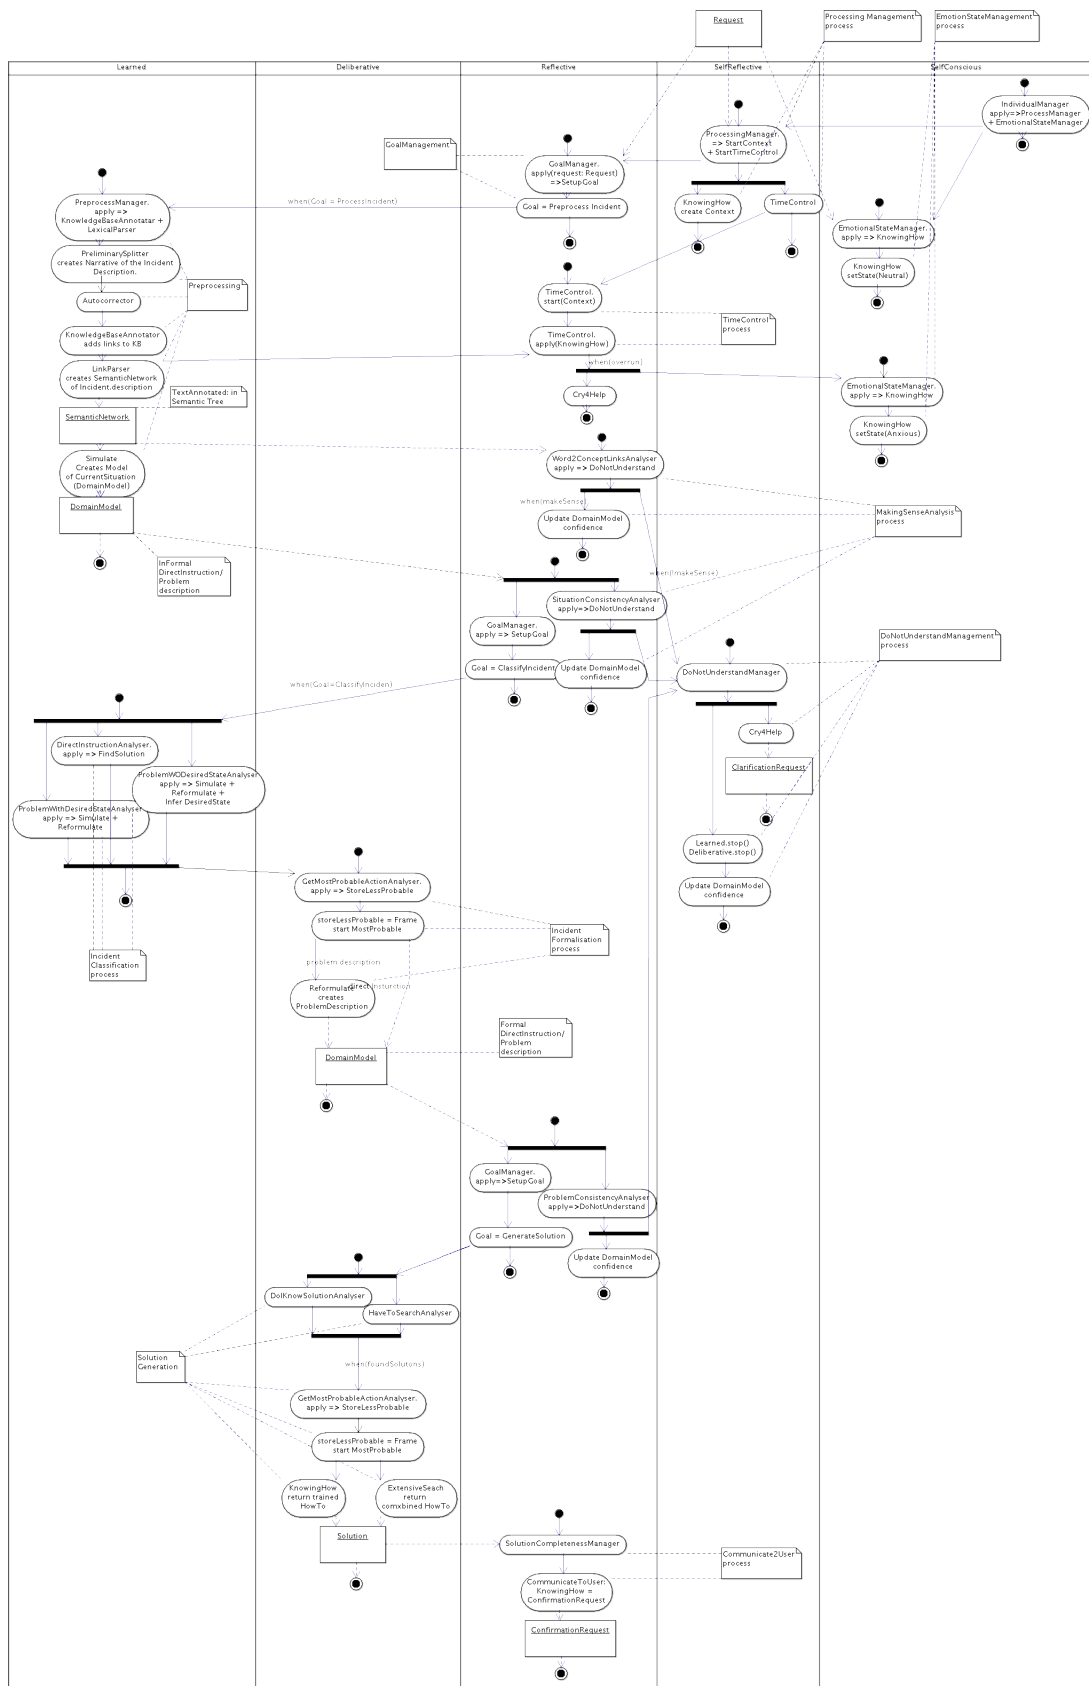 Request
Processing Management
process
EmotionStateManagement
process
Learned
Deliberative
Reflective
SelfReflective
SelfConscious
IndividualManager
apply=>ProcessManager
+ EmotionalStateManager
ProcessingManager.
=> StartContext
+ StartTimeControl
GoalManagement
GoalManager.
apply(request: Request)
=>SetupGoal
PreprocessManager.
apply =>
KnowledgeBaseAnnotatar +
LexicalParser
when(Goal = ProcessIncident)
Goal = Preprocess Incident
KnowingHow
create Context
TimeControl
EmotionalStateManager.
apply => KnowingHow
PreliminarySplitter
creates Narrative of the Incident
Description.
KnowingHow
setState(Neutral)
Autocorrector
Preprocessing
TimeControl.
start(Context)
KnowledgeBaseAnnotator
adds links to KB
TimeControl.
apply(KnowingHow)
TimeControl
process
when(overrun)
LinkParser
creates SemanticNetwork
of Incident.description
TextAnnotated: in
Semantic Tree
Cry4Help
EmotionalStateManager.
apply => KnowingHow
SemanticNetwork
KnowingHow
setState(Anxious)
Simulate
Creates Model
of CurrentSituation
(DomainModel)
Word2ConceptLinksAnalyser
apply => DoNotUnderstand
DomainModel
when(makeSense)
Update DomainModel
confidence
MakingSenseAnalysis
process
InFormal
DirectInstruction/
Problem
description
when(!makeSense)
SituationConsistencyAnalyser
apply=>DoNotUnderstand
GoalManager.
apply => SetupGoal
DoNotUnderstandManagement
process
Goal = ClassifyIncident
Update DomainModel
confidence
DoNotUnderstandManager
when(Goal=ClassifyInciden)
DirectInstructionAnalyser.
apply => FindSolution
Cry4Help
ProblemWODesiredStateAnalyser
apply => Simulate +
Reformulate +
Infer DesiredState
ClarificationRequest
ProblemWithDesiredStateAnalyser
apply => Simulate +
Reformulate
Learned.stop()
Deliberative.stop()
GetMostProbableActionAnalyser.
apply => StoreLessProbable
Update DomainModel
confidence
storeLessProbable = Frame
start MostProbable
Incident
Formalisation
process
Incident
Classification
process
problem description
direct insturction
Reformulate
creates
ProblemDescription
Formal
DirectInstruction/
Problem
description
DomainModel
GoalManager.
apply=>SetupGoal
ProblemConsistencyAnalyser
apply=>DoNotUnderstand
Goal = GenerateSolution
Update DomainModel
confidence
DoIKnowSolutionAnalyser
HaveToSearchAnalyser
Solution
Generation
when(foundSolutons)
GetMostProbableActionAnalyser.
apply => StoreLessProbable
storeLessProbable = Frame
start MostProbable
KnowingHow
return trained
HowTo
ExtensiveSeach
return
comxbined HowTo
Solution
SolutionCompletenessManager
Communicate2User
process
CommunicateToUser:
KnowingHow =
ConfirmationRequest
ConfirmationRequest